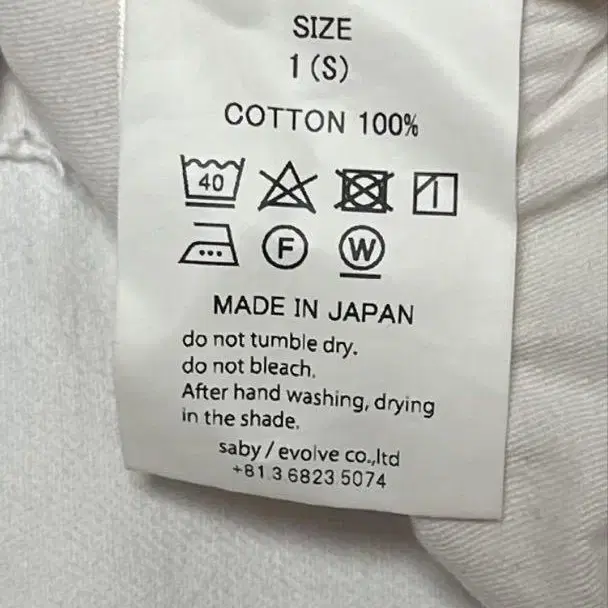 SIZE
1 (S)
COTTON 100%
40
F W
MADE IN JAPAN
do not tumble dry.
do not bleach.
After hand washing, drying
in the shade.
saby / evolve co.,ltd
+81.3.6823.5074